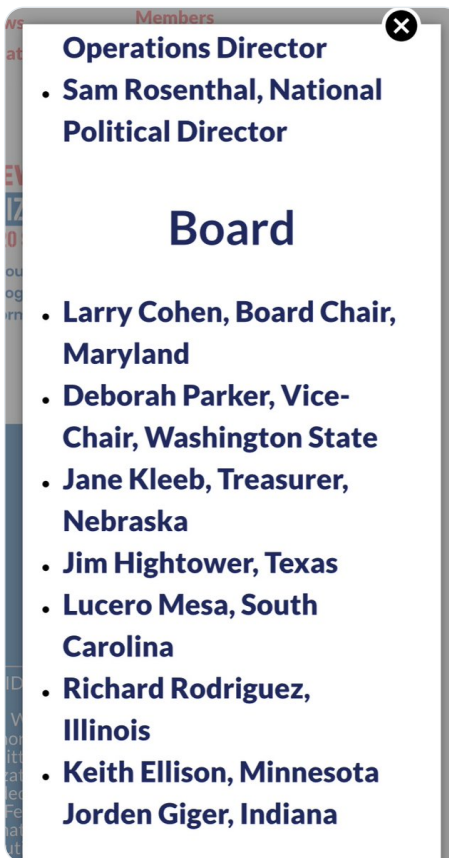 Members
Operations Director
• Sam Rosenthal, National
Political Director
Board
• Larry Cohen, Board Chair,
Maryland
• Deborah Parker, Vice-
Chair, Washington State
• Jane Kleeb, Treasurer,
Nebraska
• Jim Hightower, Texas
• Lucero Mesa, South
Carolina
• Richard Rodriguez,
Illinois
• Keith Ellison, Minnesota
Jorden Giger, Indiana